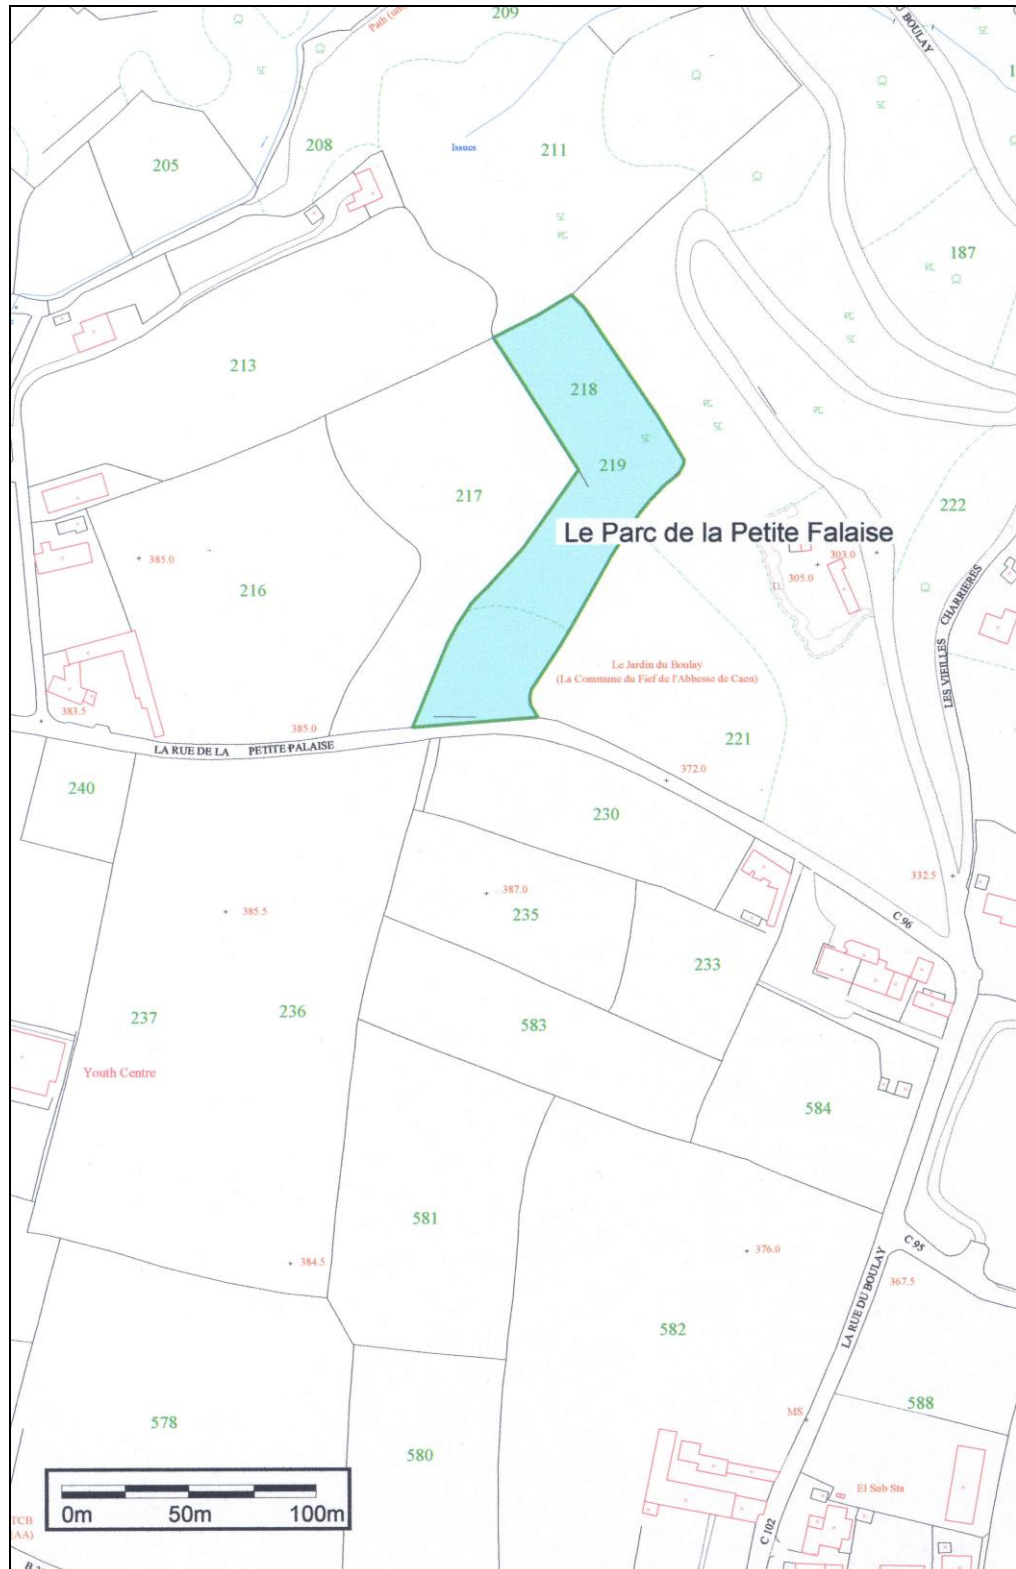 209
BOULAY
Path (un
205
208
Issues
211
187
213
218
219
217
222
Le Parc de la Petite Falaise
385.0
303.0
305.0
216
LES VIEILLES CHARRIERES
Le Jardin du Boulay
(La Commune du Fief de l'Abbesse de Caen)
383.5
385.0
LA RUE DE LA PETITE PALAISE
221
372.0
240
230
332.5
387.0
385.5
235
C 96
233
237
236
583
Youth Centre
584
581
376.0
C 95
384.5
367.5
LA RUE DU BOULAY
582
588
578
MS
580
El Sub Sta
0m 50m 100m
TCB
(AA)
C 102